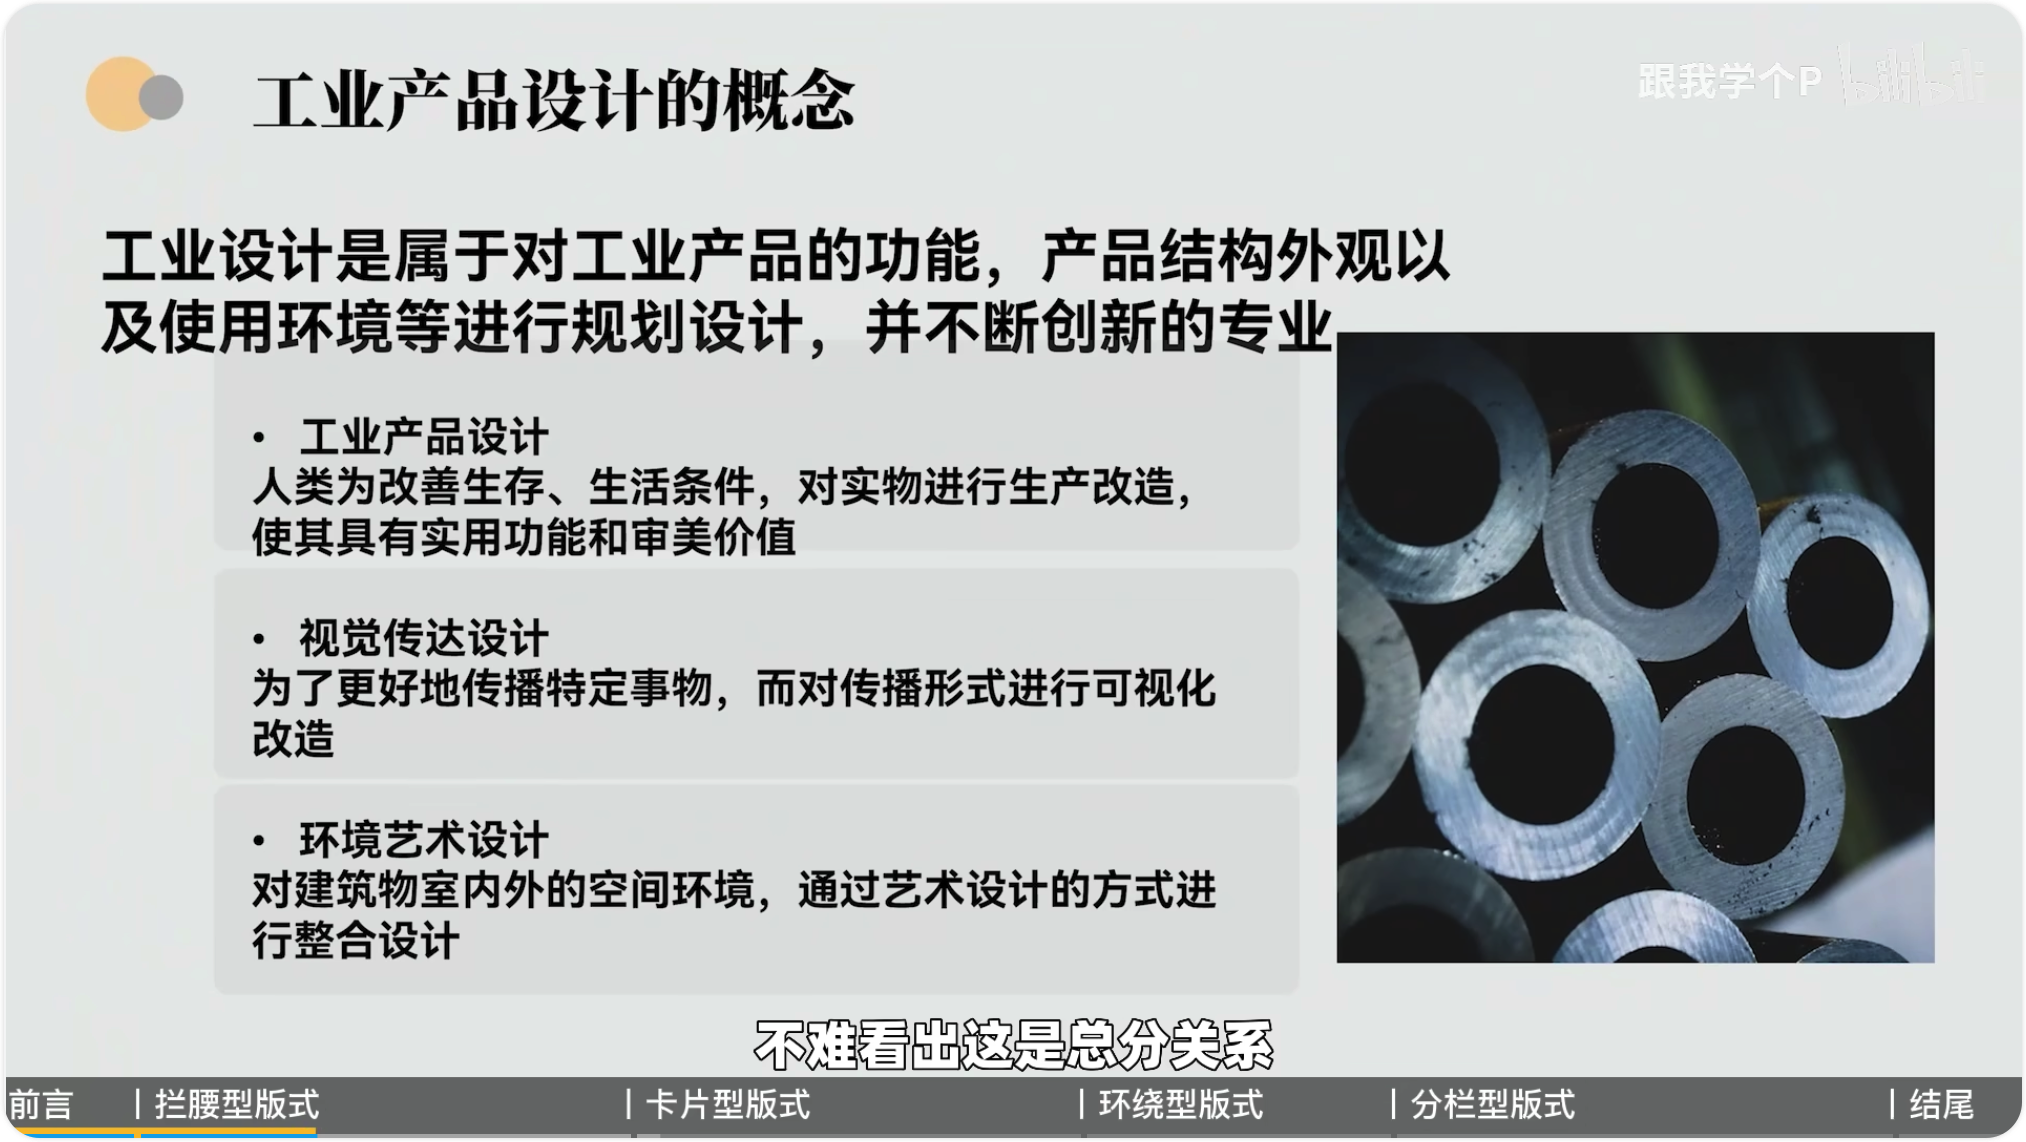 工业产品设计的概念
跟我学个P bilibili
工业设计是属于对工业产品的功能，产品结构外观以
及使用环境等进行规划设计，并不断创新的专业
• 工业产品设计
人类为改善生存、生活条件，对实物进行生产改造，
使其具有实用功能和审美价值
• 视觉传达设计
为了更好地传播特定事物，而对传播形式进行可视化
改造
• 环境艺术设计
对建筑物室内外的空间环境，通过艺术设计的方式进
行整合设计
不难看出这是总分关系
前言 | 拦腰型版式 | 卡片型版式 | 环绕型版式 | 分栏型版式 | 结尾